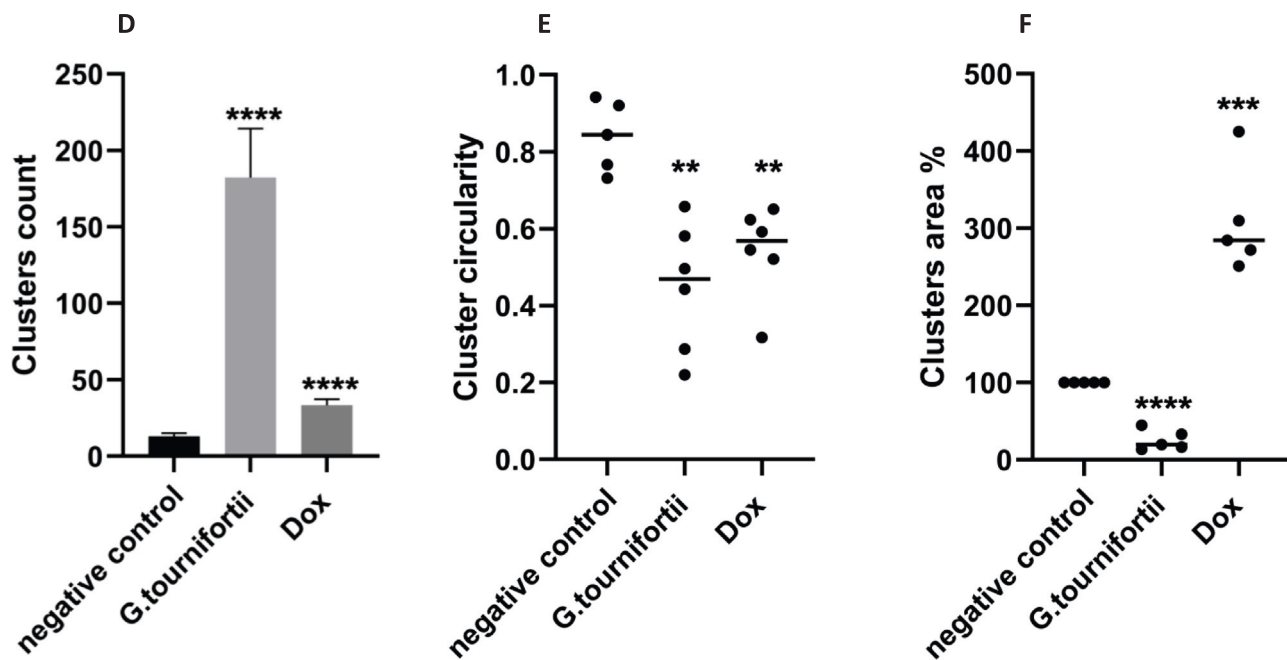 D
E
F
Clusters count
250
200
150
100
50
0
****
****
negative control
G.tournifortii
Dox
Cluster circularity
1.0
0.8
0.6
0.4
0.2
0.0
**
**
negative control
G.tournifortii
Dox
Clusters area %
500
400
300
200
100
0
****
***
negative control
G.tournifortii
Dox